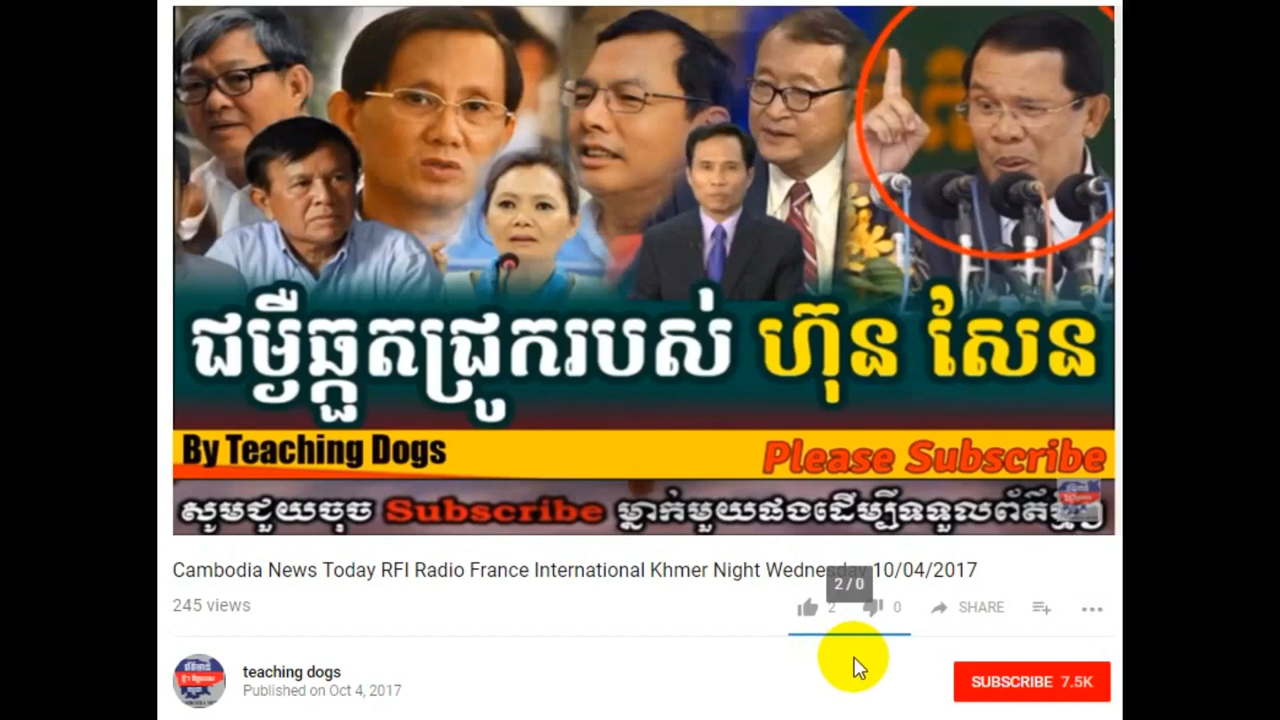 ជម្ងឺឆ្កួតជ្រូករបស់ ហ៊ុន សែន
By Teaching Dogs
Please Subscribe
សូមជួយចុច Subscribe ម្នាក់មួយផងដើម្បីទទួលព័ត៌មាន
Cambodia News Today RFI Radio France International Khmer Night Wednesday 10/04/2017
2 / 0
245 views
2
0
SHARE
teaching dogs
Published on Oct 4, 2017
SUBSCRIBE 7.5K